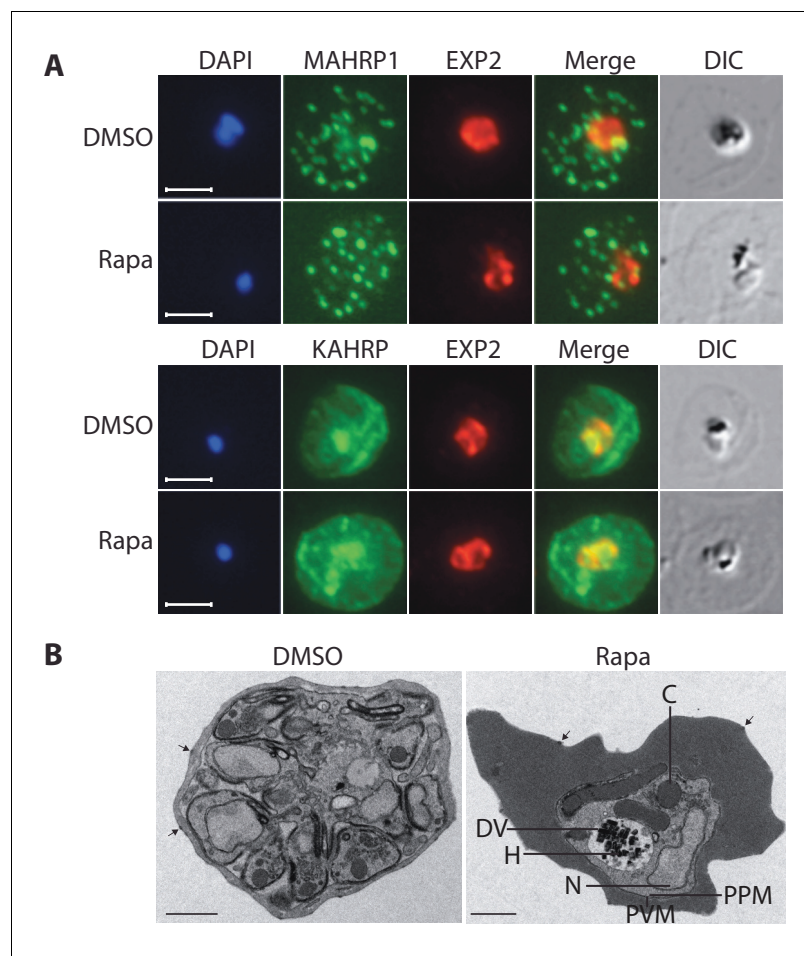 A
DAPI MAHRP1 EXP2 Merge DIC
DMSO
Rapa
DAPI KAHRP EXP2 Merge DIC
DMSO
Rapa
B
DMSO Rapa
C
DV
H
N
PPM
PVM